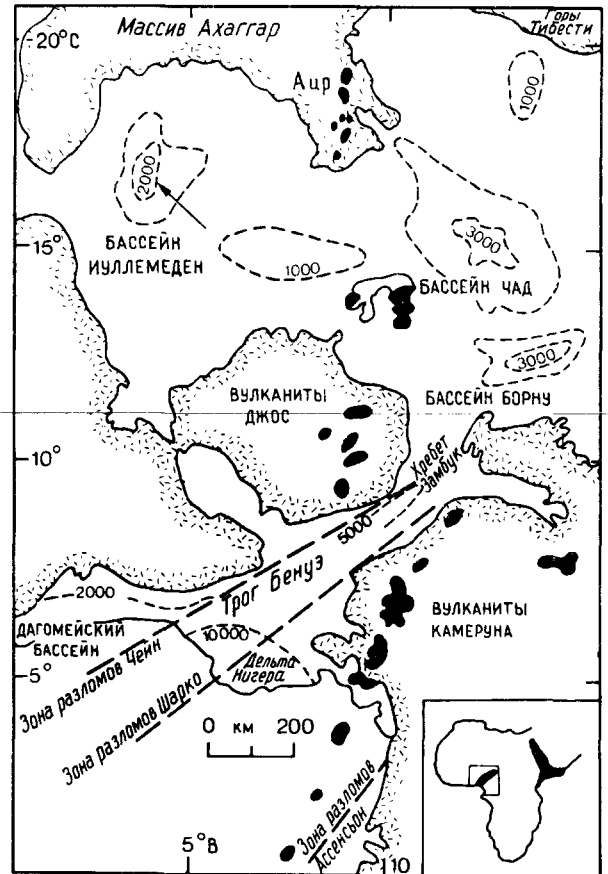 Массив Ахаггар
Горы
Тибести
20°С
Аир
1000
2000
15°
БАССЕЙН
ИУЛЛЕМЕДЕН
1000
3000
БАССЕЙН ЧАД
3000
БАССЕЙН БОРНУ
ВУЛКАНИТЫ
ДЖОС
10°
Хребет
Замбук
5000
Трог Бенуэ
2000
ДАГОМЕЙСКИЙ
БАССЕЙН
10000
ВУЛКАНИТЫ
КАМЕРУНА
5°
Дельта
Нигера
Зона разломов Чейн
Зона разломов Шарко
0 км 200
Зона разломов
Ассенсьон
5°В
10